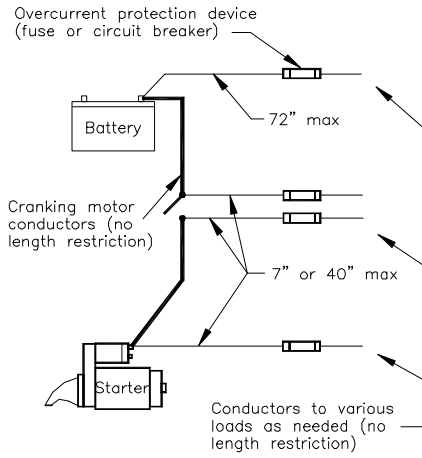 Overcurrent protection device
(fuse or circuit breaker)
72” max
Battery
Cranking motor
conductors (no
length restriction)
7” or 40” max
Starter
Conductors to various
loads as needed (no
length restriction)